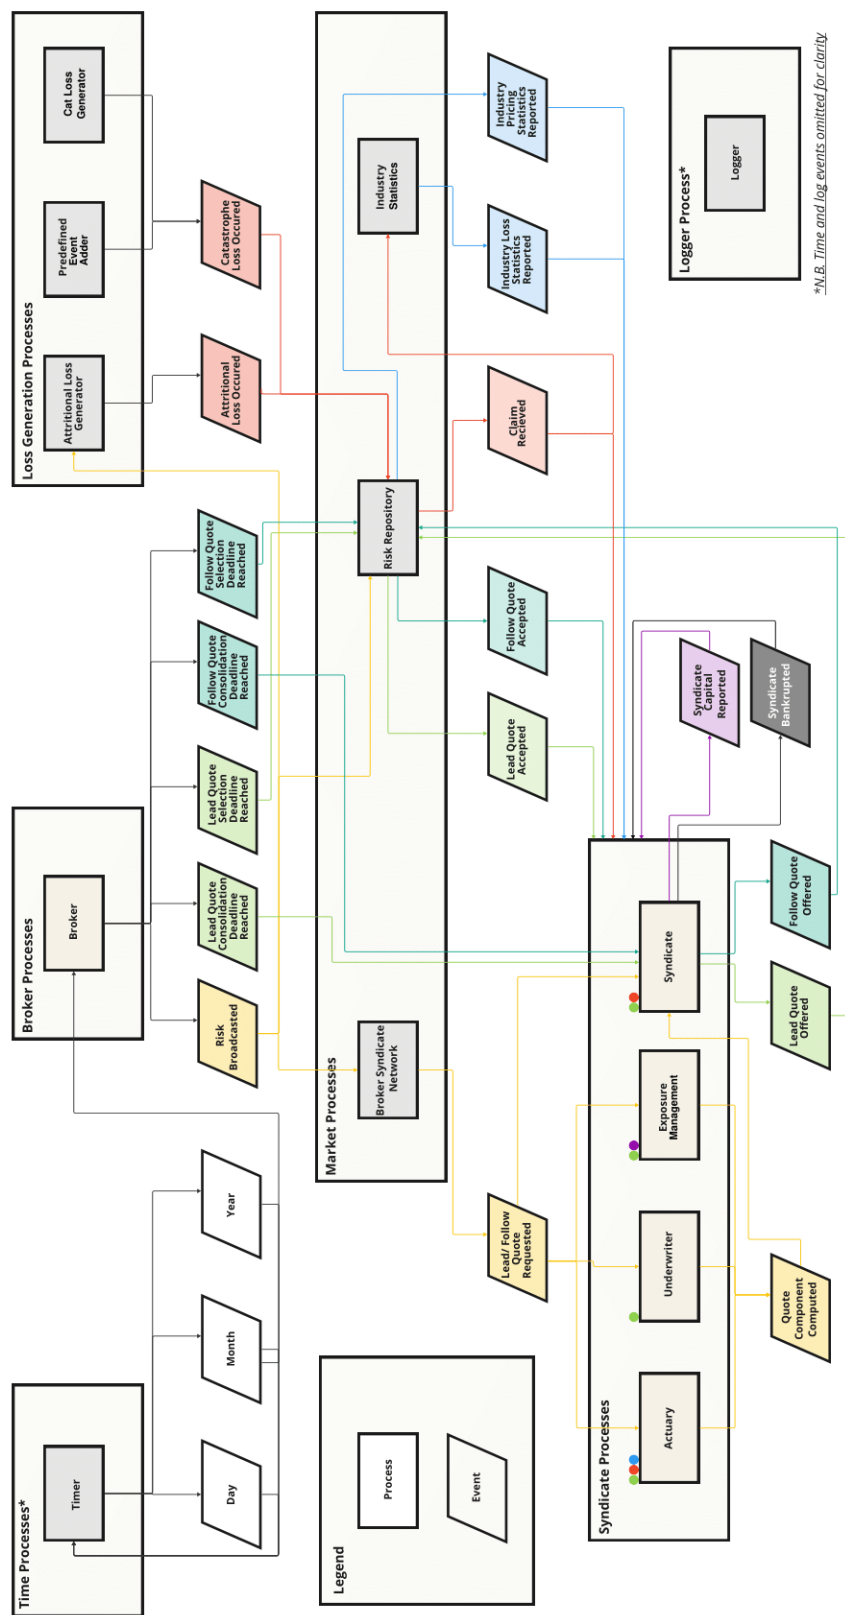 Time Processes*
Timer
Day
Month
Year
Broker Processes
Broker
Risk
Broadcasted
Lead Quote
Consolidation
Deadline
Reached
Lead Quote
Selection
Deadline
Reached
Follow Quote
Consolidation
Deadline
Reached
Follow Quote
Selection
Deadline
Reached
Loss Generation Processes
Attritional Loss
Generator
Predefined
Event
Adder
Cat Loss
Generator
Attritional
Loss Occured
Catastrophe
Loss Occured
Market Processes
Broker Syndicate
Network
Risk Repository
Industry
Statistics
Legend
Process
Event
Lead/ Follow
Quote
Requested
Lead Quote
Accepted
Follow Quote
Accepted
Claim
Recieved
Industry Loss
Statistics
Reported
Industry
Pricing
Statistics
Reported
Syndicate Processes
Actuary
Underwriter
Exposure
Management
Syndicate
Syndicate
Capital
Reported
Syndicate
Bankrupted
Quote
Component
Computed
Lead Quote
Offered
Follow Quote
Offered
Logger Process*
Logger
*N.B. Time and log events omitted for clarity